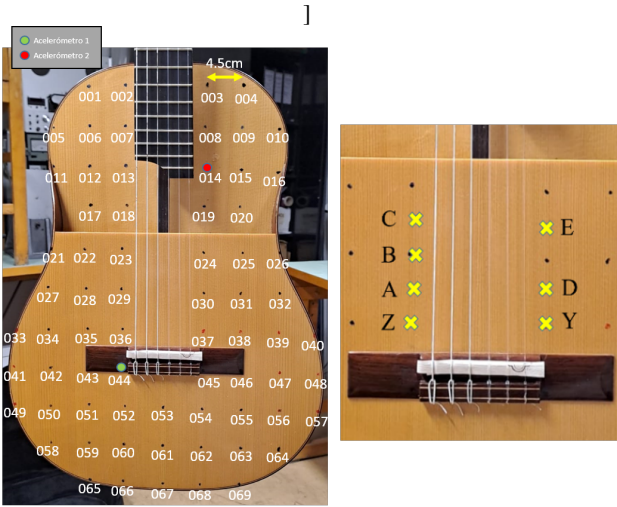 ]
Acelerómetro 1
Acelerómetro 2
4.5cm
001 002 003 004
005 006 007 008 009 010
011 012 013 014 015 016
017 018 019 020
021 022 023 024 025 026
027 028 029 030 031 032
033 034 035 036 037 038 039 040
041 042 043 044 045 046 047 048
049 050 051 052 053 054 055 056 057
058 059 060 061 062 063 064
065 066 067 068 069
C E
B
A D
Z Y